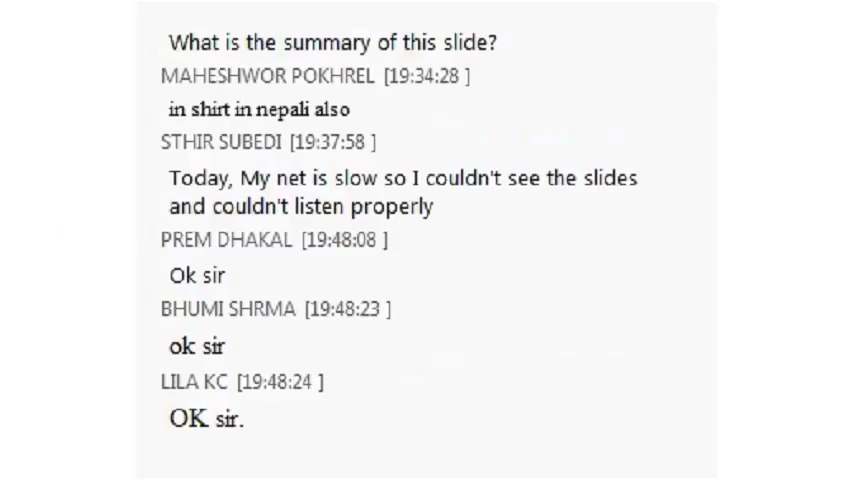 What is the summary of this slide?
MAHESHWOR POKHREL [19:34:28 ]
in shirt in nepali also
STHIR SUBEDI [19:37:58 ]
Today, My net is slow so I couldn't see the slides
and couldn't listen properly
PREM DHAKAL [19:48:08 ]
Ok sir
BHUMI SHRMA [19:48:23 ]
ok sir
LILA KC [19:48:24 ]
OK sir.